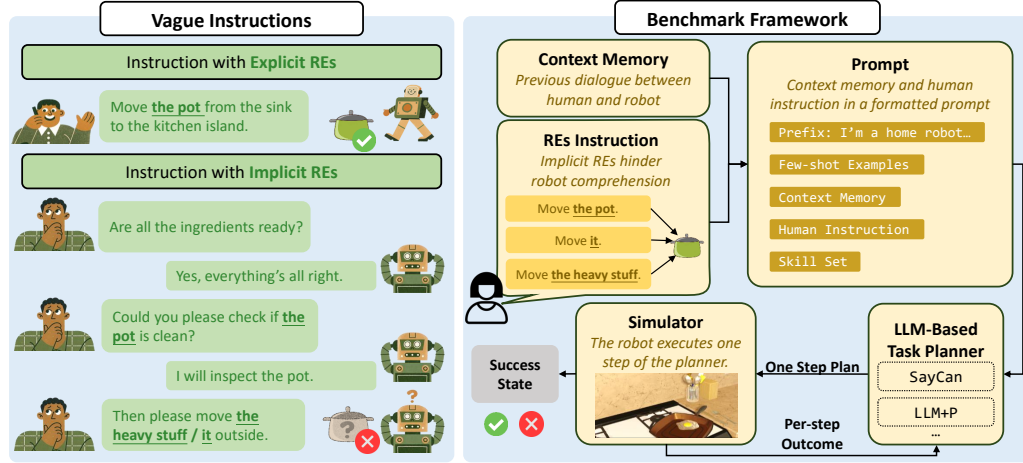 Vague Instructions
Instruction with Explicit REs
Move the pot from the sink
to the kitchen island.
Instruction with Implicit REs
Are all the ingredients ready?
Yes, everything's all right.
Could you please check if the
pot is clean?
I will inspect the pot.
Then please move the
heavy stuff / it outside.
?
?
Benchmark Framework
Context Memory
Previous dialogue between
human and robot
REs Instruction
Implicit REs hinder
robot comprehension
Move the pot.
Move it.
Move the heavy stuff.
Prompt
Context memory and human
instruction in a formatted prompt
Prefix: I'm a home robot…
Few-shot Examples
Context Memory
Human Instruction
Skill Set
Simulator
The robot executes one
step of the planner.
Success
State
One Step Plan
Per-step
Outcome
LLM-Based
Task Planner
SayCan
LLM+P
…